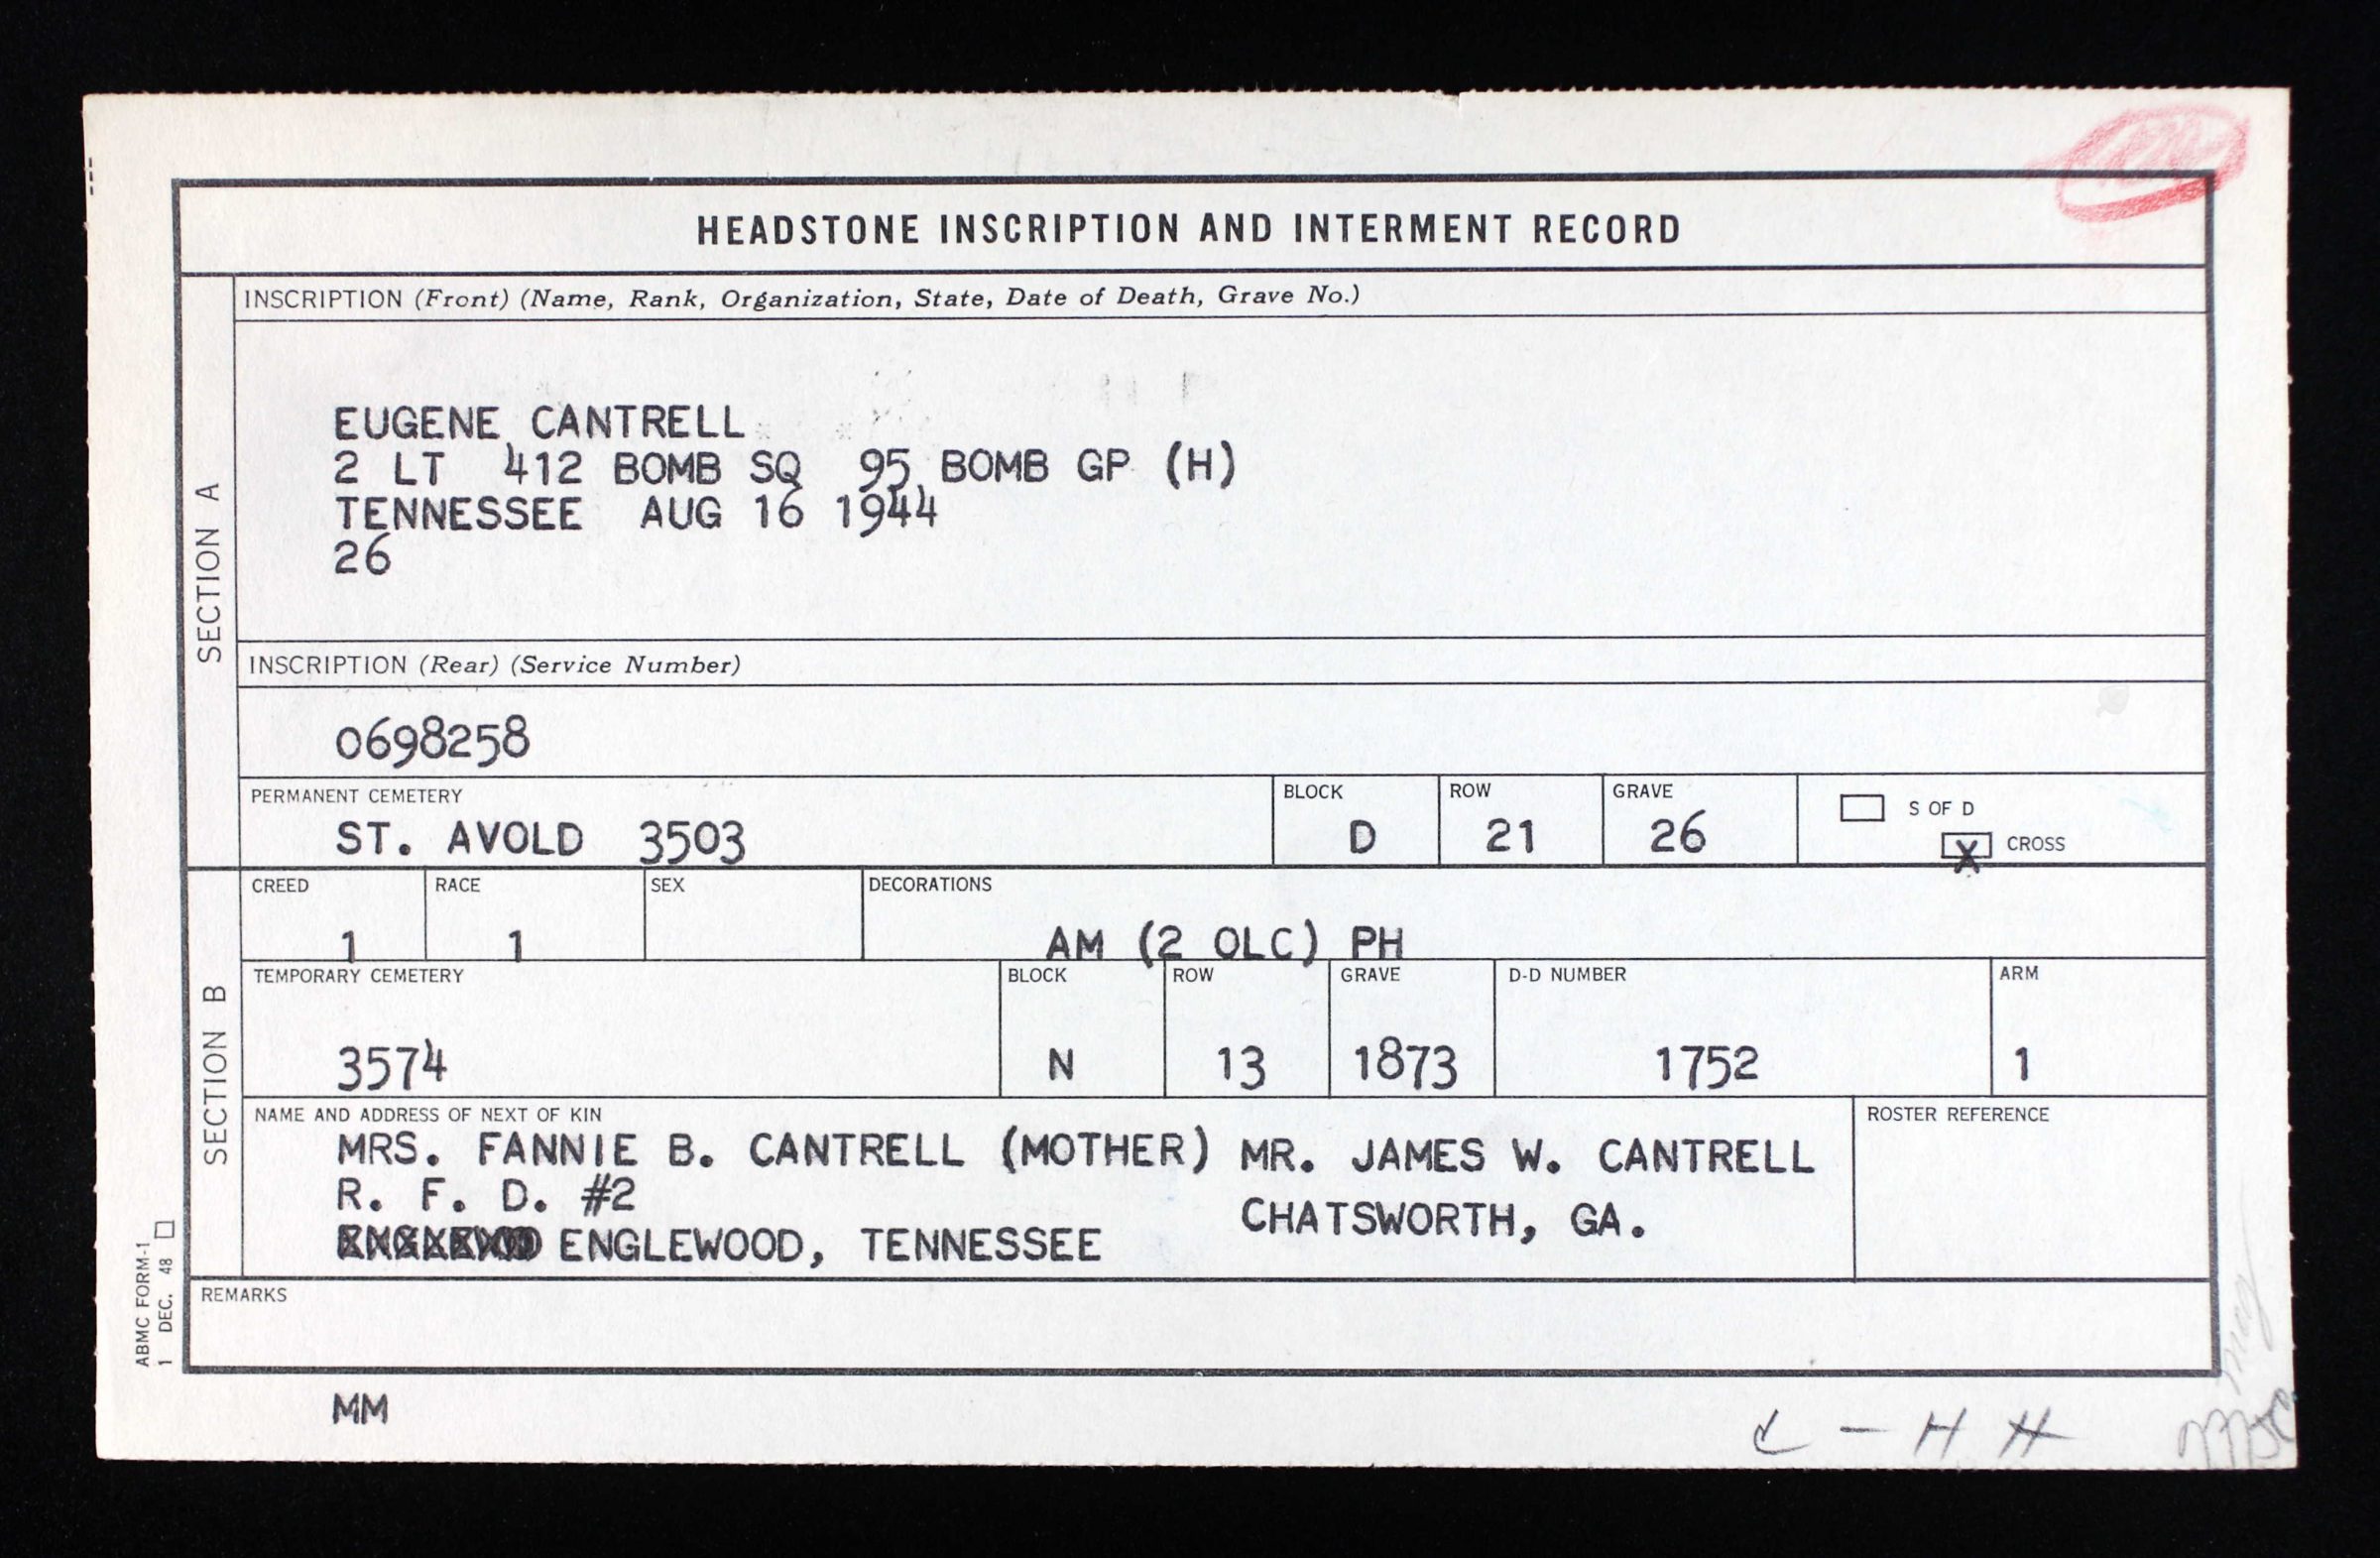 HEADSTONE INSCRIPTION AND INTERMENT RECORD
SECTION A
INSCRIPTION (Front) (Name, Rank, Organization, State, Date of Death, Grave No.)
EUGENE CANTRELL
2 LT 412 BOMB SQ 95 BOMB GP (H)
TENNESSEE AUG 16 1944
26
INSCRIPTION (Rear) (Service Number)
0698258
PERMANENT CEMETERY BLOCK ROW GRAVE S OF D
ST. AVOLD 3503 D 21 26 X CROSS
SECTION B
CREED RACE SEX DECORATIONS
1 1 AM (2 OLC) PH
TEMPORARY CEMETERY BLOCK ROW GRAVE D-D NUMBER ARM
3574 N 13 1873 1752 1
NAME AND ADDRESS OF NEXT OF KIN ROSTER REFERENCE
MRS. FANNIE B. CANTRELL (MOTHER) MR. JAMES W. CANTRELL
R. F. D. #2 CHATSWORTH, GA.
ENGLEWOOD, TENNESSEE
REMARKS
ABMC FORM-1
1 DEC. 48
MM